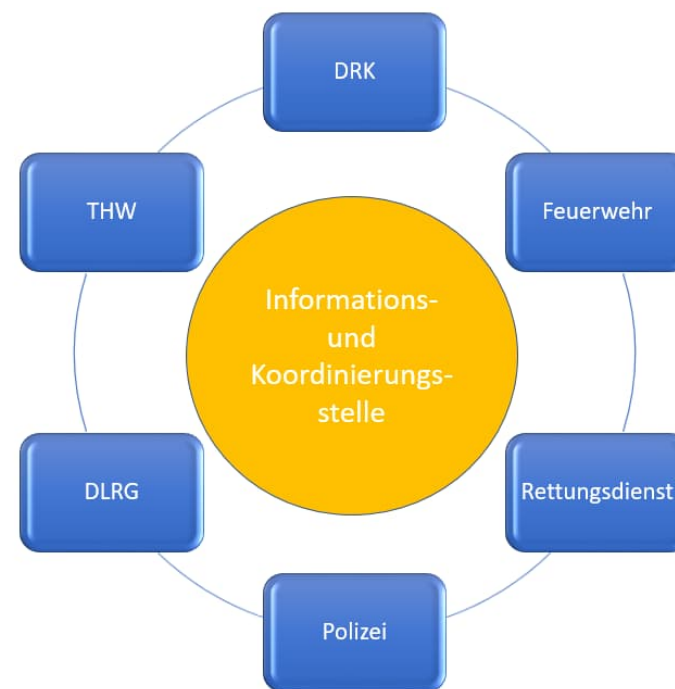 DRK
THW
Feuerwehr
Informations-
und
Koordinierungs-
stelle
DLRG
Rettungsdienst
Polizei